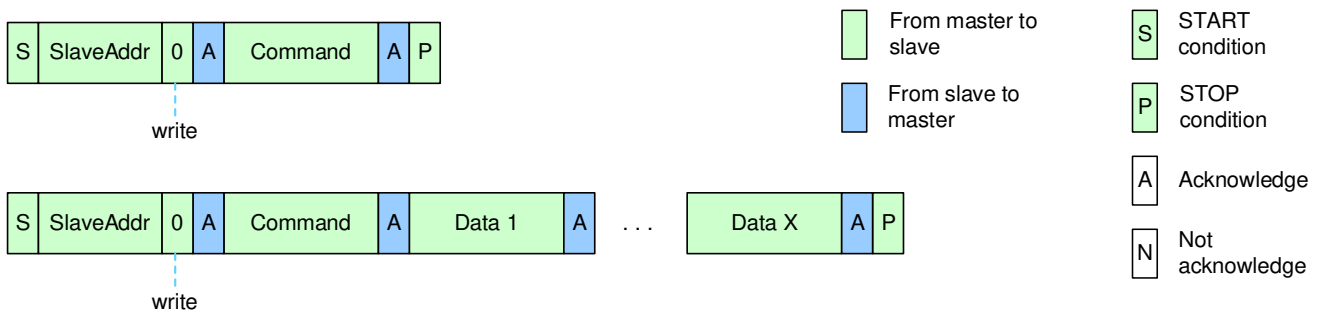 S SlaveAddr 0 A Command A P
write
S SlaveAddr 0 A Command A Data 1 A . . . Data X A P
write
From master to
slave
From slave to
master
S START
condition
P STOP
condition
A Acknowledge
N Not
acknowledge